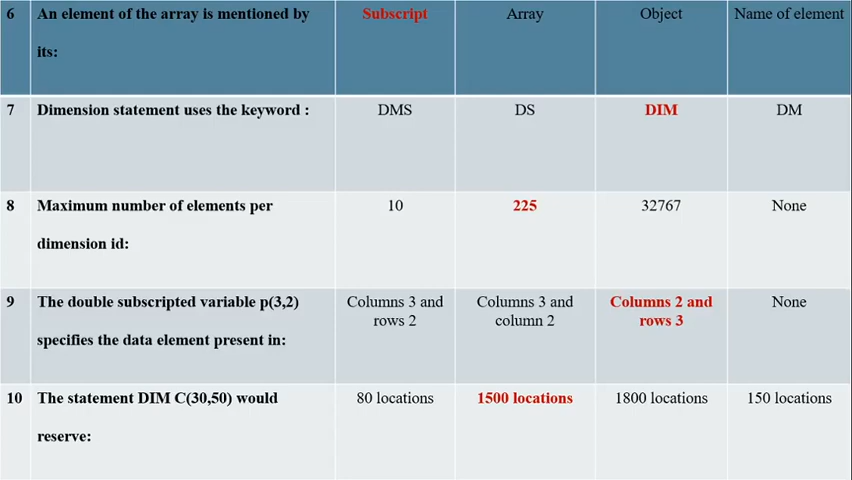 6 An element of the array is mentioned by its: Subscript Array Object Name of element
7 Dimension statement uses the keyword : DMS DS DIM DM
8 Maximum number of elements per dimension id: 10 225 32767 None
9 The double subscripted variable p(3,2) specifies the data element present in: Columns 3 and rows 2 Columns 3 and column 2 Columns 2 and rows 3 None
10 The statement DIM C(30,50) would reserve: 80 locations 1500 locations 1800 locations 150 locations